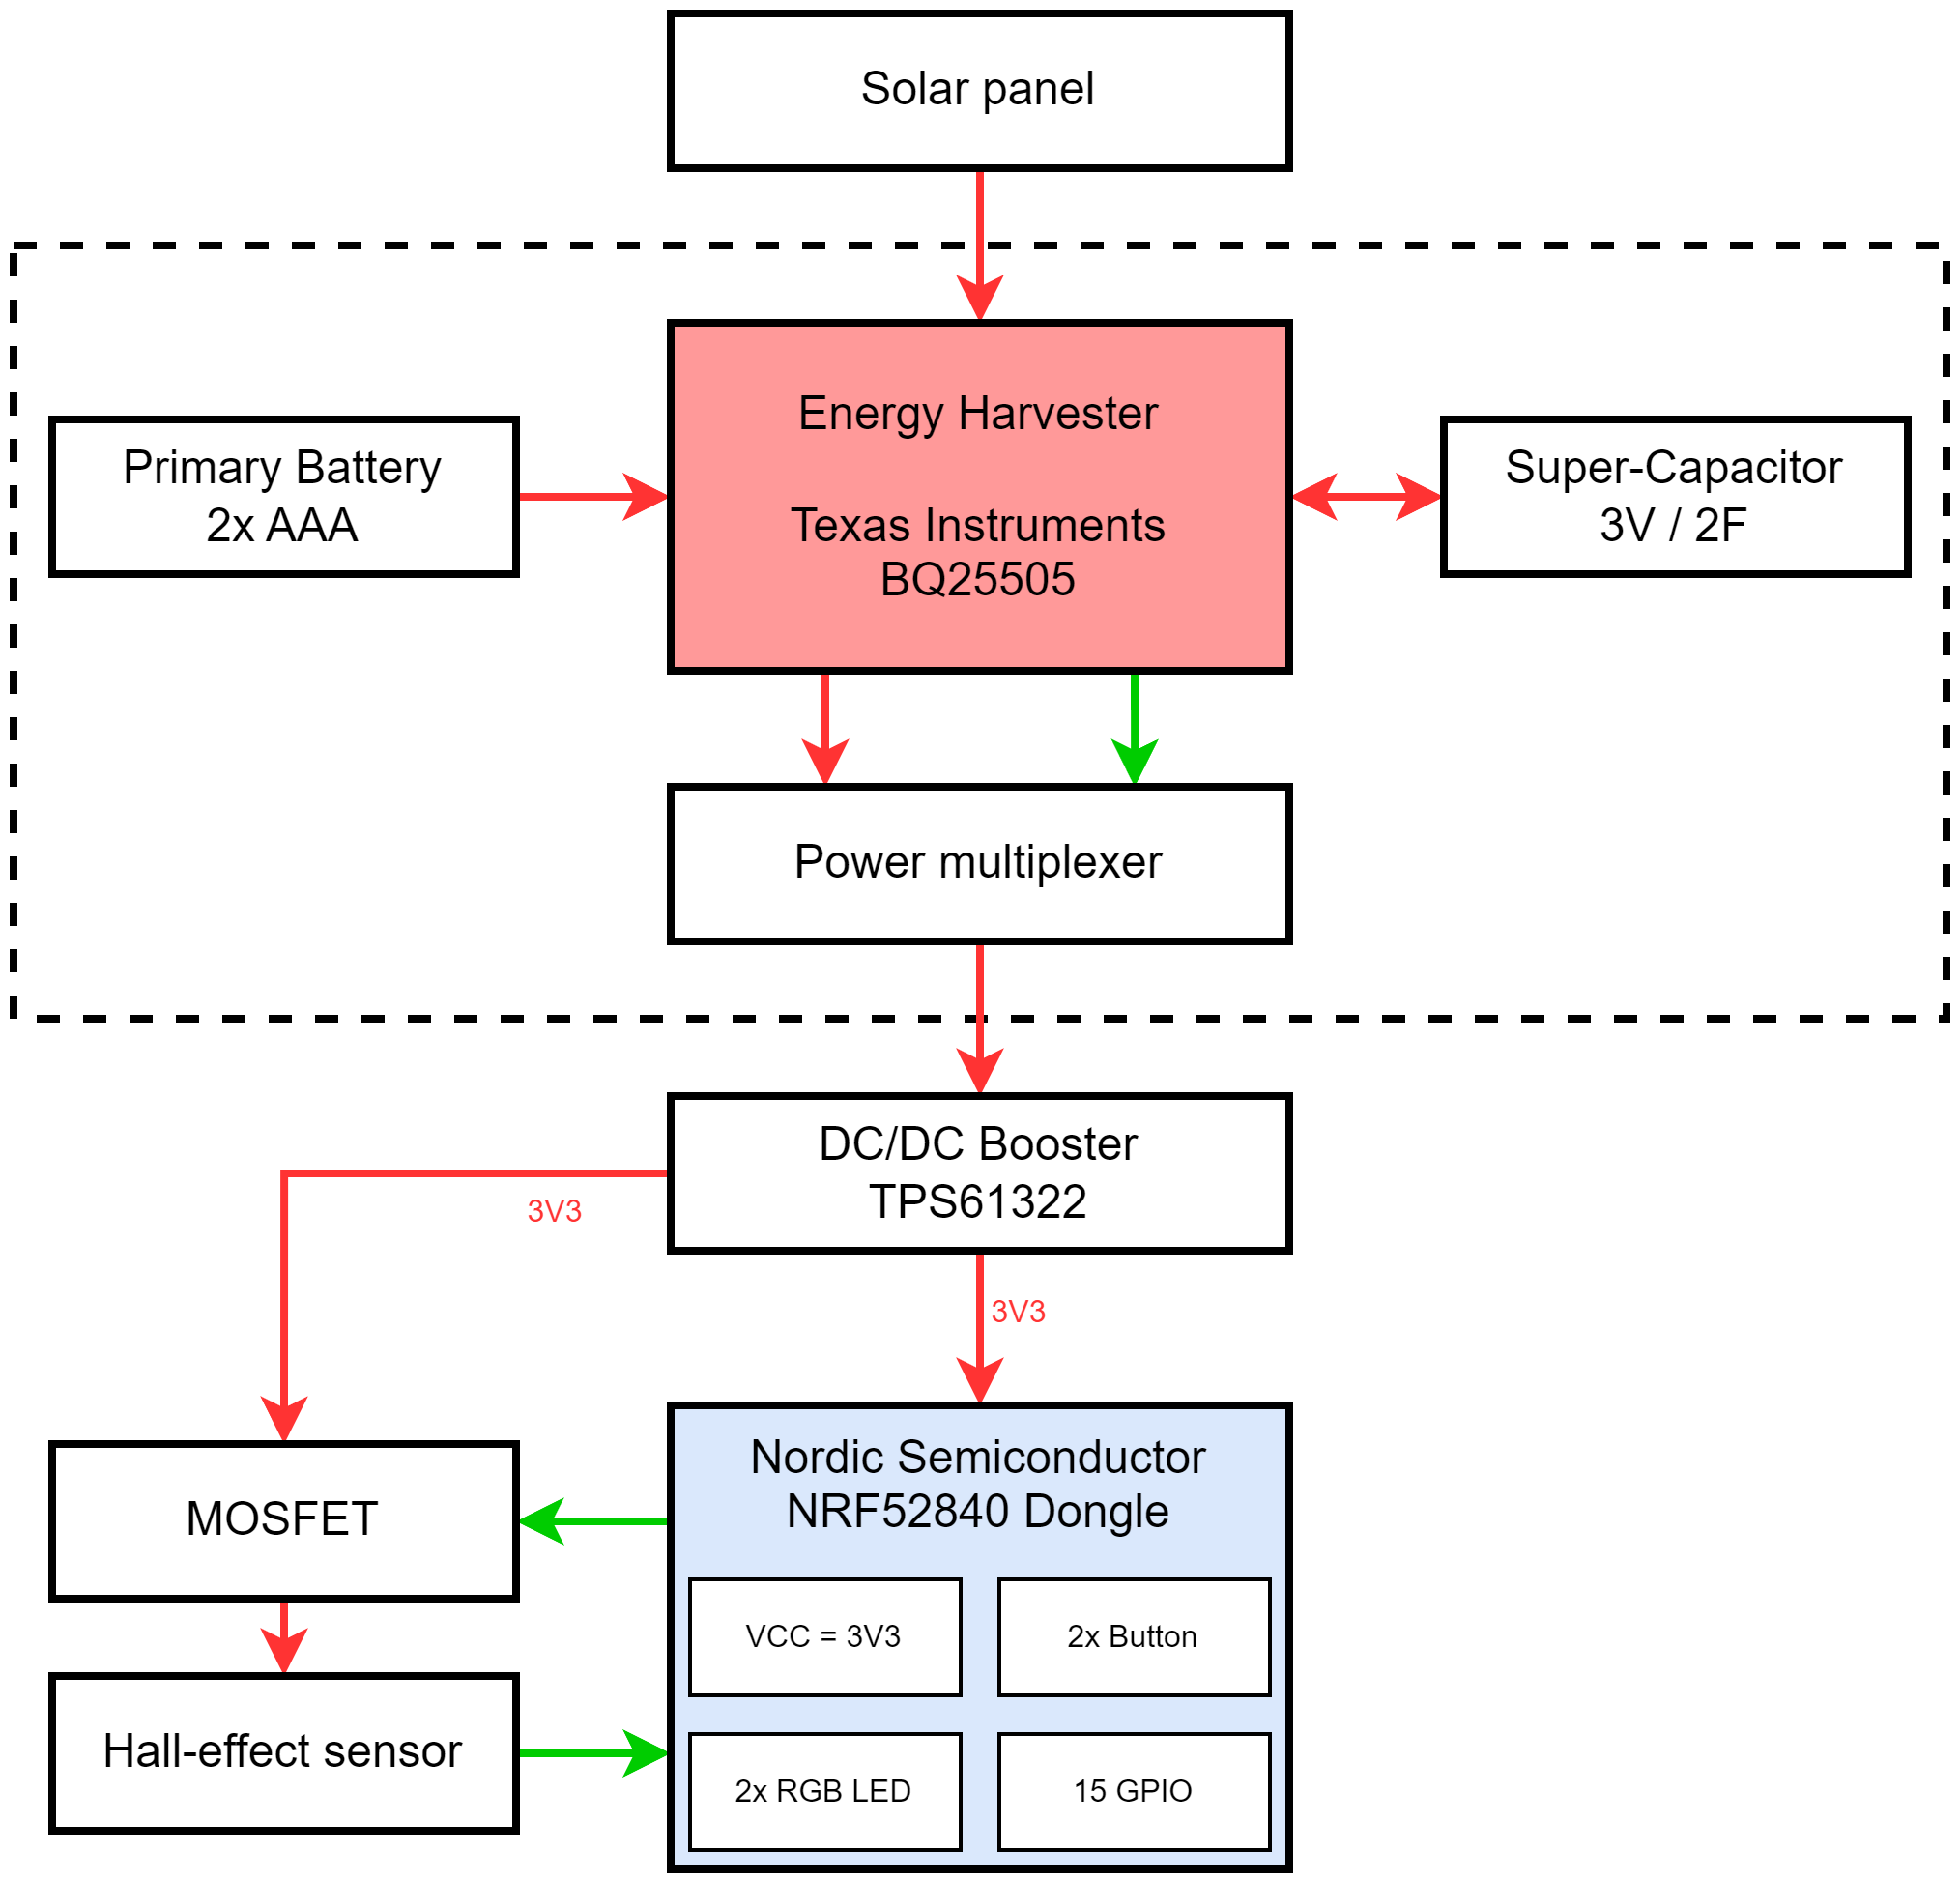 Solar panel
Energy Harvester
Texas Instruments
BQ25505
Primary Battery
2x AAA
Super-Capacitor
3V / 2F
Power multiplexer
DC/DC Booster
TPS61322
3V3
3V3
MOSFET
Nordic Semiconductor
NRF52840 Dongle
VCC = 3V3
2x Button
Hall-effect sensor
2x RGB LED
15 GPIO